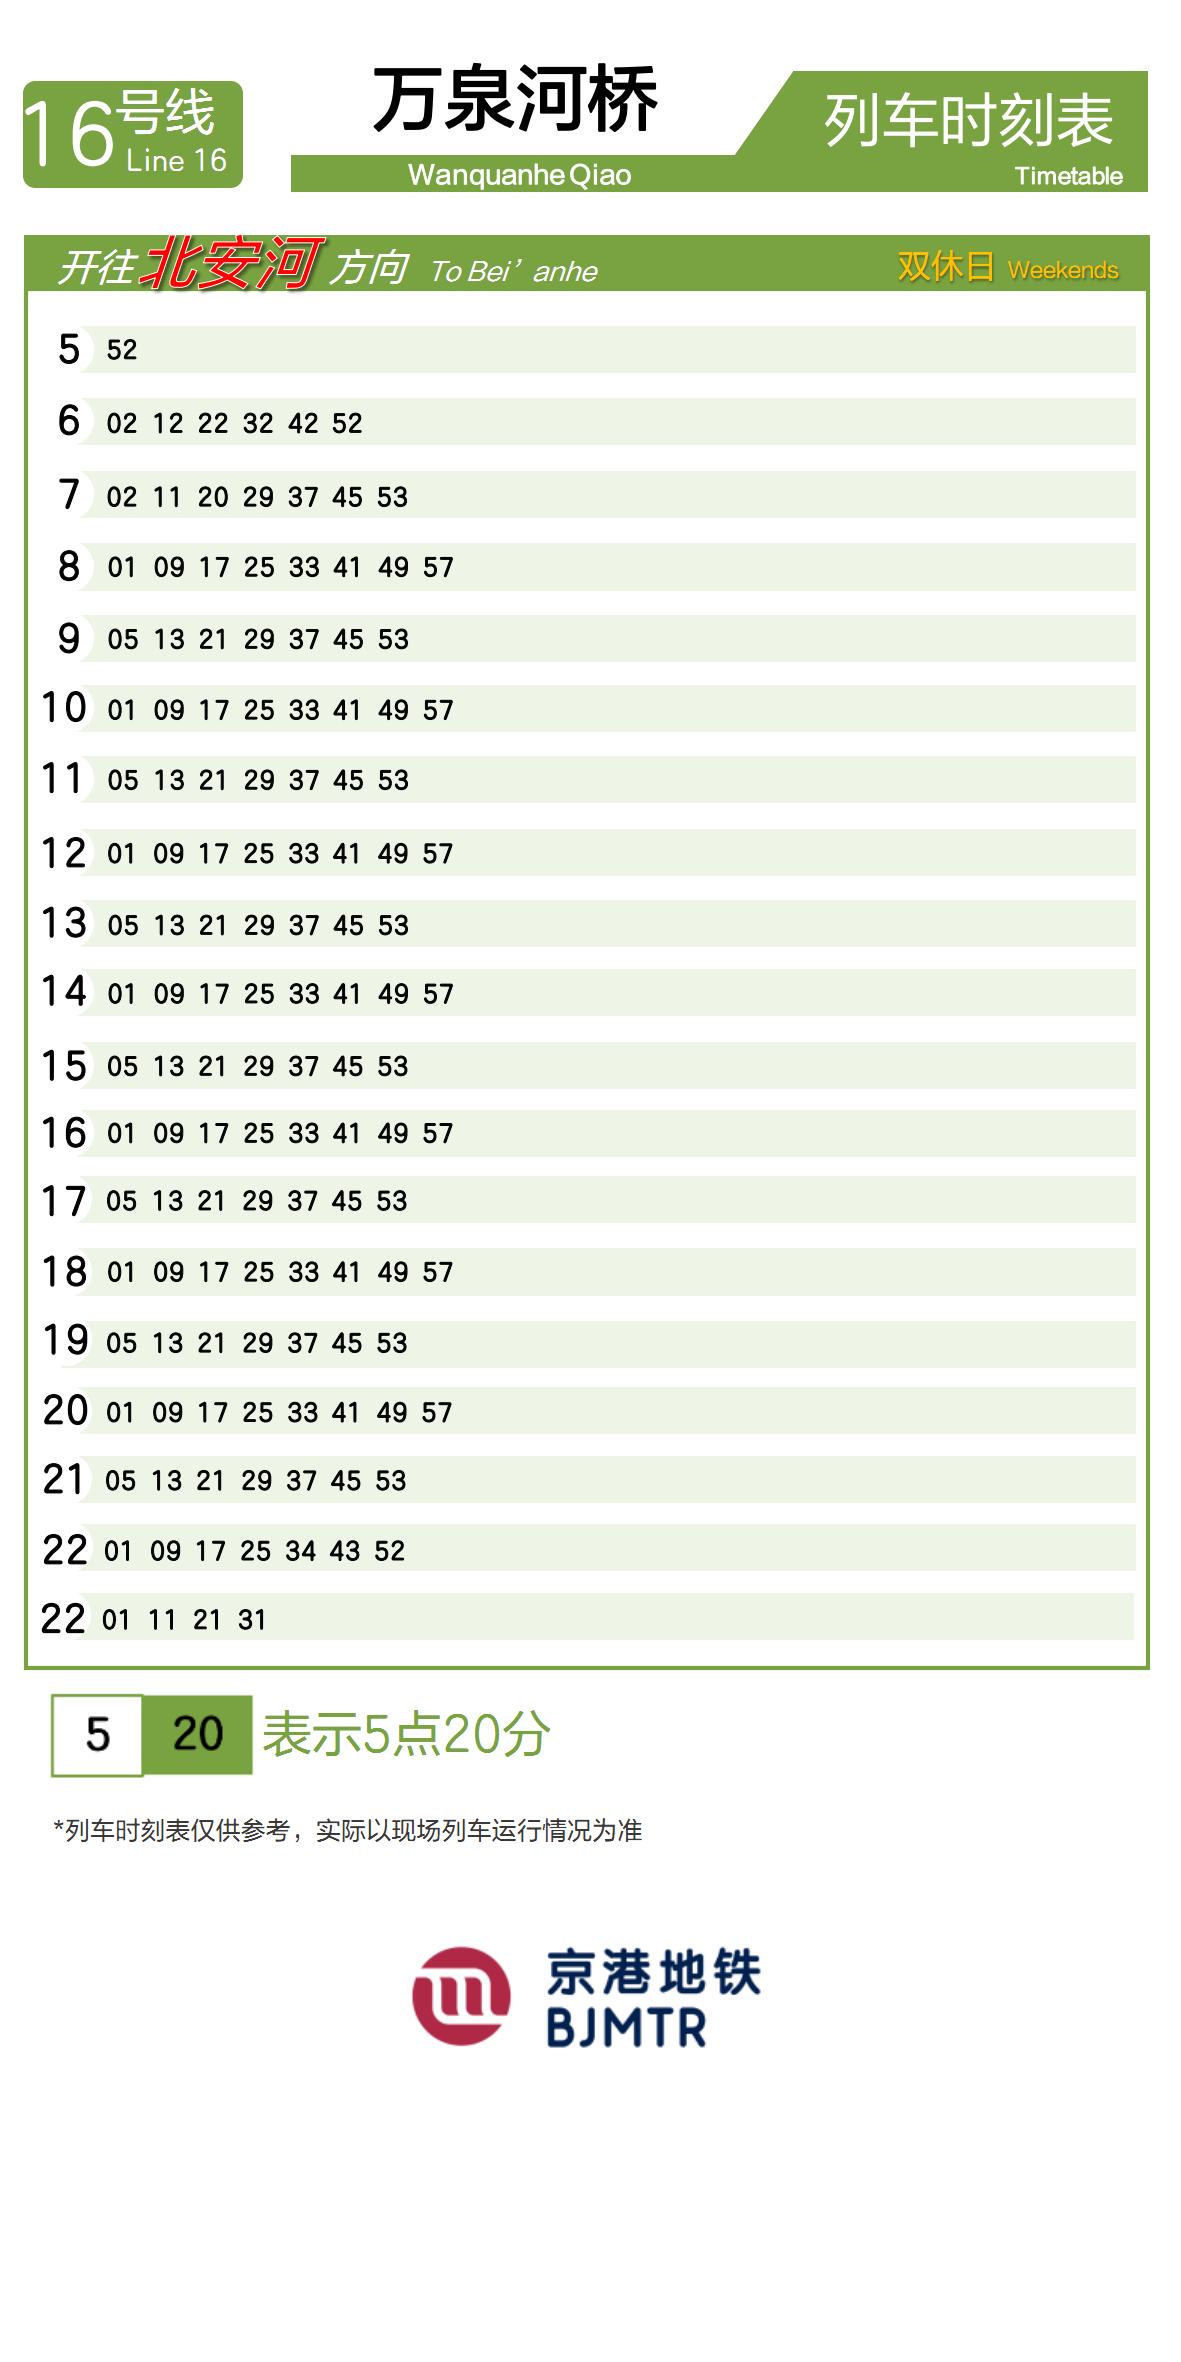 16号线 万泉河桥 列车时刻表
Line 16 Wanquanhe Qiao Timetable
开往北安河方向 To Bei’anhe 双休日 Weekends
5 52
6 02 12 22 32 42 52
7 02 11 20 29 37 45 53
8 01 09 17 25 33 41 49 57
9 05 13 21 29 37 45 53
10 01 09 17 25 33 41 49 57
11 05 13 21 29 37 45 53
12 01 09 17 25 33 41 49 57
13 05 13 21 29 37 45 53
14 01 09 17 25 33 41 49 57
15 05 13 21 29 37 45 53
16 01 09 17 25 33 41 49 57
17 05 13 21 29 37 45 53
18 01 09 17 25 33 41 49 57
19 05 13 21 29 37 45 53
20 01 09 17 25 33 41 49 57
21 05 13 21 29 37 45 53
22 01 09 17 25 34 43 52
22 01 11 21 31
5 20 表示5点20分
*列车时刻表仅供参考，实际以现场列车运行情况为准
京港地铁
BJMTR